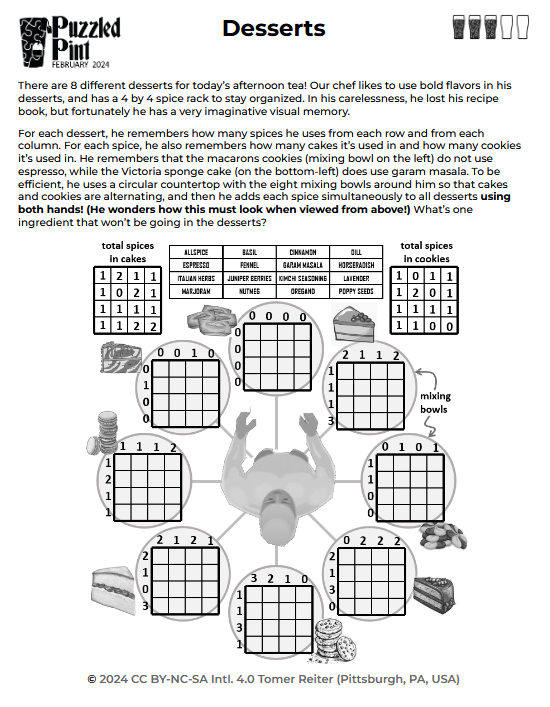 Puzzled
Pint
FEBRUARY 2024
Desserts
There are 8 different desserts for today's afternoon tea! Our chef likes to use bold flavors in his
desserts, and has a 4 by 4 spice rack to stay organized. In his carelessness, he lost his recipe
book, but fortunately he has a very imaginative visual memory.
For each dessert, he remembers how many spices he uses from each row and from each
column. For each spice, he also remembers how many cakes it's used in and how many cookies
it's used in. He remembers that the macarons cookies (mixing bowl on the left) do not use
espresso, while the Victoria sponge cake (on the bottom-left) does use garam masala. To be
efficient, he uses a circular countertop with the eight mixing bowls around him so that cakes
and cookies are alternating, and then he adds each spice simultaneously to all desserts using
both hands! (He wonders how this must look when viewed from above!) What's one
ingredient that won't be going in the desserts?
total spices
in cakes
1 2 1 1
1 0 2 1
1 1 1 1
1 1 2 2
ALLSPICE BASIL CINNAMON DILL
ESPRESSO FENNEL GARAM MASALA HORSERADISH
ITALIAN HERBS JUNIPER BERRIES KIMCHI SEASONING LAVENDER
MARJORAM NUTMEG OREGANO POPPY SEEDS
total spices
in cookies
1 0 1 1
1 2 0 1
1 1 1 1
1 1 0 0
0 0 0 0
0
0
0
0
0 0 1 0
0
1
0
0
2 1 1 2
1
1
1
3
mixing
bowls
1 1 1 2
1
2
1
1
0 1 0 1
1
1
0
0
2 1 2 1
2
1
0
3
0 2 2 2
2
1
3
0
3 2 1 0
1
1
3
1
© 2024 CC BY-NC-SA Intl. 4.0 Tomer Reiter (Pittsburgh, PA, USA)